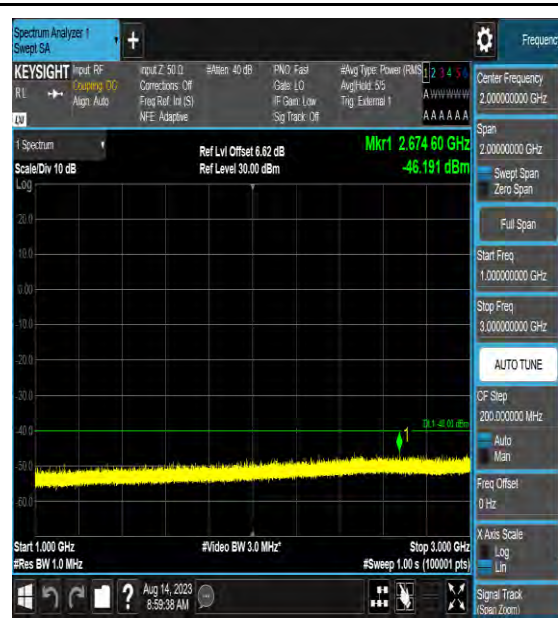 Spectrum Analyzer 1
Swept SA
Frequenc
KEYSIGHT
Input: RF
Coupling: DC
Align: Auto
RL
Input Z: 50 Ω
Corrections: Off
Freq Ref: Int (S)
NFE: Adaptive
#Atten: 40 dB
PNO: Fast
Gate: LO
IF Gain: Low
Sig Track: Off
#Avg Type: Power (RMS
Avg|Hold: 5/5
Trig: External 1
1 2 3 4 5 6
A W W W W W
A A A A A A
1 Spectrum
Scale/Div 10 dB
Log
Ref Lvl Offset 6.62 dB
Ref Level 30.00 dBm
Mkr1 2.674 60 GHz
-46.191 dBm
20.0
10.0
0.00
-10.0
-20.0
-30.0
-40.0
-50.0
-60.0
DL1 -40.00 dBm
1
Start 1.000 GHz
#Res BW 1.0 MHz
#Video BW 3.0 MHz*
Stop 3.000 GHz
#Sweep 1.00 s (100001 pts)
Center Frequency
2.000000000 GHz
Span
2.00000000 GHz
Swept Span
Zero Span
Full Span
Start Freq
1.000000000 GHz
Stop Freq
3.000000000 GHz
AUTO TUNE
CF Step
200.000000 MHz
Auto
Man
Freq Offset
0 Hz
X Axis Scale
Log
Lin
Signal Track
(Span Zoom)
?
Aug 14, 2023
8:59:38 AM